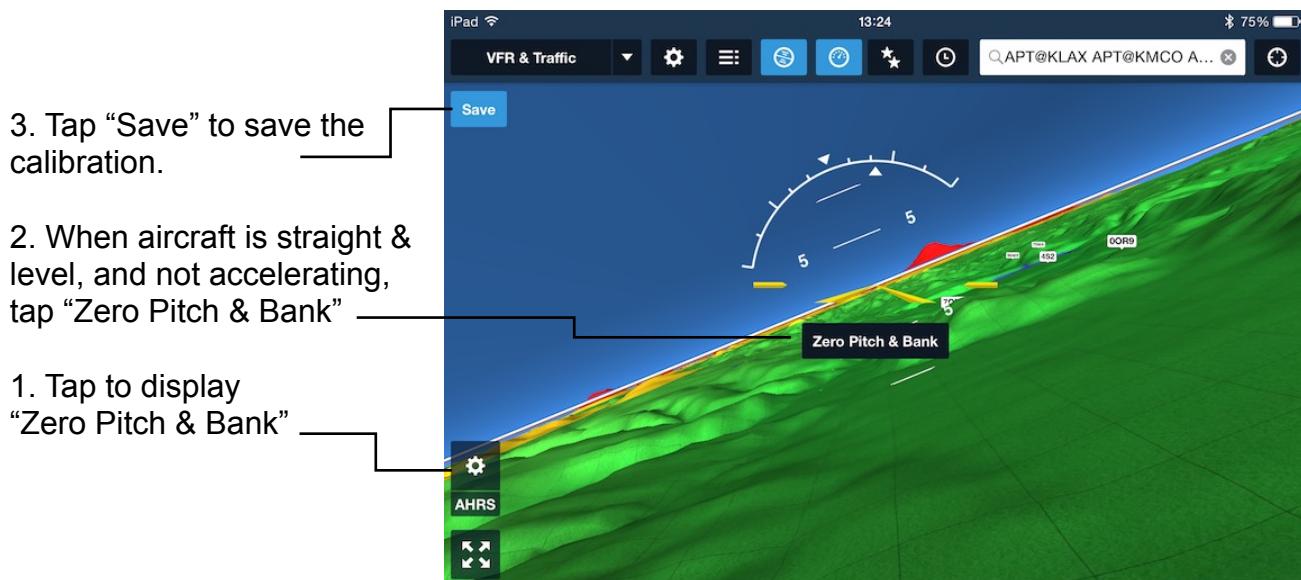 iPad 13:24 75%
VFR & Traffic APT@KLAX APT@KMCO A...
Save
3. Tap “Save” to save the
calibration.
2. When aircraft is straight &
level, and not accelerating,
tap “Zero Pitch & Bank”
1. Tap to display
“Zero Pitch & Bank”
5
0OR9
4S2
5
5
Zero Pitch & Bank
AHRS